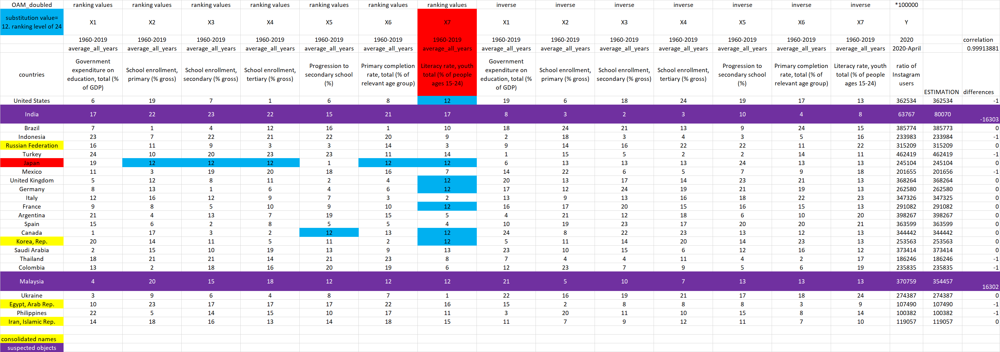 OAM_doubled ranking values ranking values ranking values ranking values ranking values ranking values ranking values inverse inverse inverse inverse inverse inverse inverse *100000
substitution value= 12. ranking level of 24 X1 X2 X3 X4 X5 X6 X7 X1 X2 X3 X4 X5 X6 X7 Y
1960-2019 1960-2019 1960-2019 1960-2019 1960-2019 1960-2019 1960-2019 1960-2019 1960-2019 1960-2019 1960-2019 1960-2019 1960-2019 1960-2019 2020 correlation
average_all_years average_all_years average_all_years average_all_years average_all_years average_all_years average_all_years average_all_years average_all_years average_all_years average_all_years average_all_years average_all_years average_all_years 2020-April 0.99913881
countries Government expenditure on education, total (% of GDP) School enrollment, primary (% gross) School enrollment, secondary (% gross) School enrollment, tertiary (% gross) Progression to secondary school (%) Primary completion rate, total (% of relevant age group) Literacy rate, youth total (% of people ages 15-24) Government expenditure on education, total (% of GDP) School enrollment, primary (% gross) School enrollment, secondary (% gross) School enrollment, tertiary (% gross) Progression to secondary school (%) Primary completion rate, total (% of relevant age group) Literacy rate, youth total (% of people ages 15-24) ratio of Instagram users ESTIMATION differences
United States 6 19 7 1 6 8 12 19 6 18 24 19 17 13 362534 362534 -1
India 17 22 23 22 15 21 17 8 3 2 3 10 4 8 63767 80070 -16303
Brazil 7 1 4 12 16 1 10 18 24 21 13 9 24 15 385774 385773 0
Indonesia 23 7 22 21 22 20 9 2 18 3 4 3 5 16 233983 233984 -1
Russian Federation 16 11 9 3 3 14 3 9 14 16 22 22 11 22 315209 315209 0
Turkey 24 10 20 23 23 11 14 1 15 5 2 2 14 11 462419 462419 -1
Japan 19 12 12 12 1 12 12 6 13 13 13 24 13 13 245104 245104 0
Mexico 11 3 19 20 18 16 7 14 22 6 5 7 9 18 201655 201656 -1
United Kingdom 5 12 8 11 2 4 12 20 13 17 14 23 21 13 368264 368264 0
Germany 8 13 1 6 4 6 12 17 12 24 19 21 19 13 262580 262580 0
Italy 12 16 12 9 7 3 2 13 9 13 16 18 22 23 347326 347325 0
France 9 8 5 10 9 10 12 16 17 20 15 16 15 13 291082 291082 0
Argentina 21 4 13 7 19 15 5 4 21 12 18 6 10 20 398267 398267 0
Spain 15 6 2 8 5 5 4 10 19 23 17 20 20 21 363599 363599 0
Canada 1 17 3 2 12 13 12 24 8 22 23 13 12 13 344442 344442 0
Korea, Rep. 20 14 11 5 11 2 12 5 11 14 20 14 23 13 253563 253563 0
Saudi Arabia 2 15 10 19 13 9 13 23 10 15 6 12 16 12 373414 373414 0
Thailand 18 21 21 14 21 23 8 7 4 4 11 4 2 17 186246 186246 -1
Colombia 13 2 18 16 20 19 6 12 23 7 9 5 6 19 235835 235835 -1
Malaysia 4 20 15 18 12 12 12 21 5 10 7 13 13 13 370759 354457 16302
Ukraine 3 9 6 4 8 7 1 22 16 19 21 17 18 24 274387 274387 0
Egypt, Arab Rep. 10 23 17 17 17 22 16 15 2 8 8 8 3 9 107490 107490 -1
Philippines 22 5 14 15 10 17 11 3 20 11 10 15 8 14 100382 100382 -1
Iran, Islamic Rep. 14 18 16 13 14 18 15 11 7 9 12 11 7 10 119057 119057 0
consolidated names
suspected objects